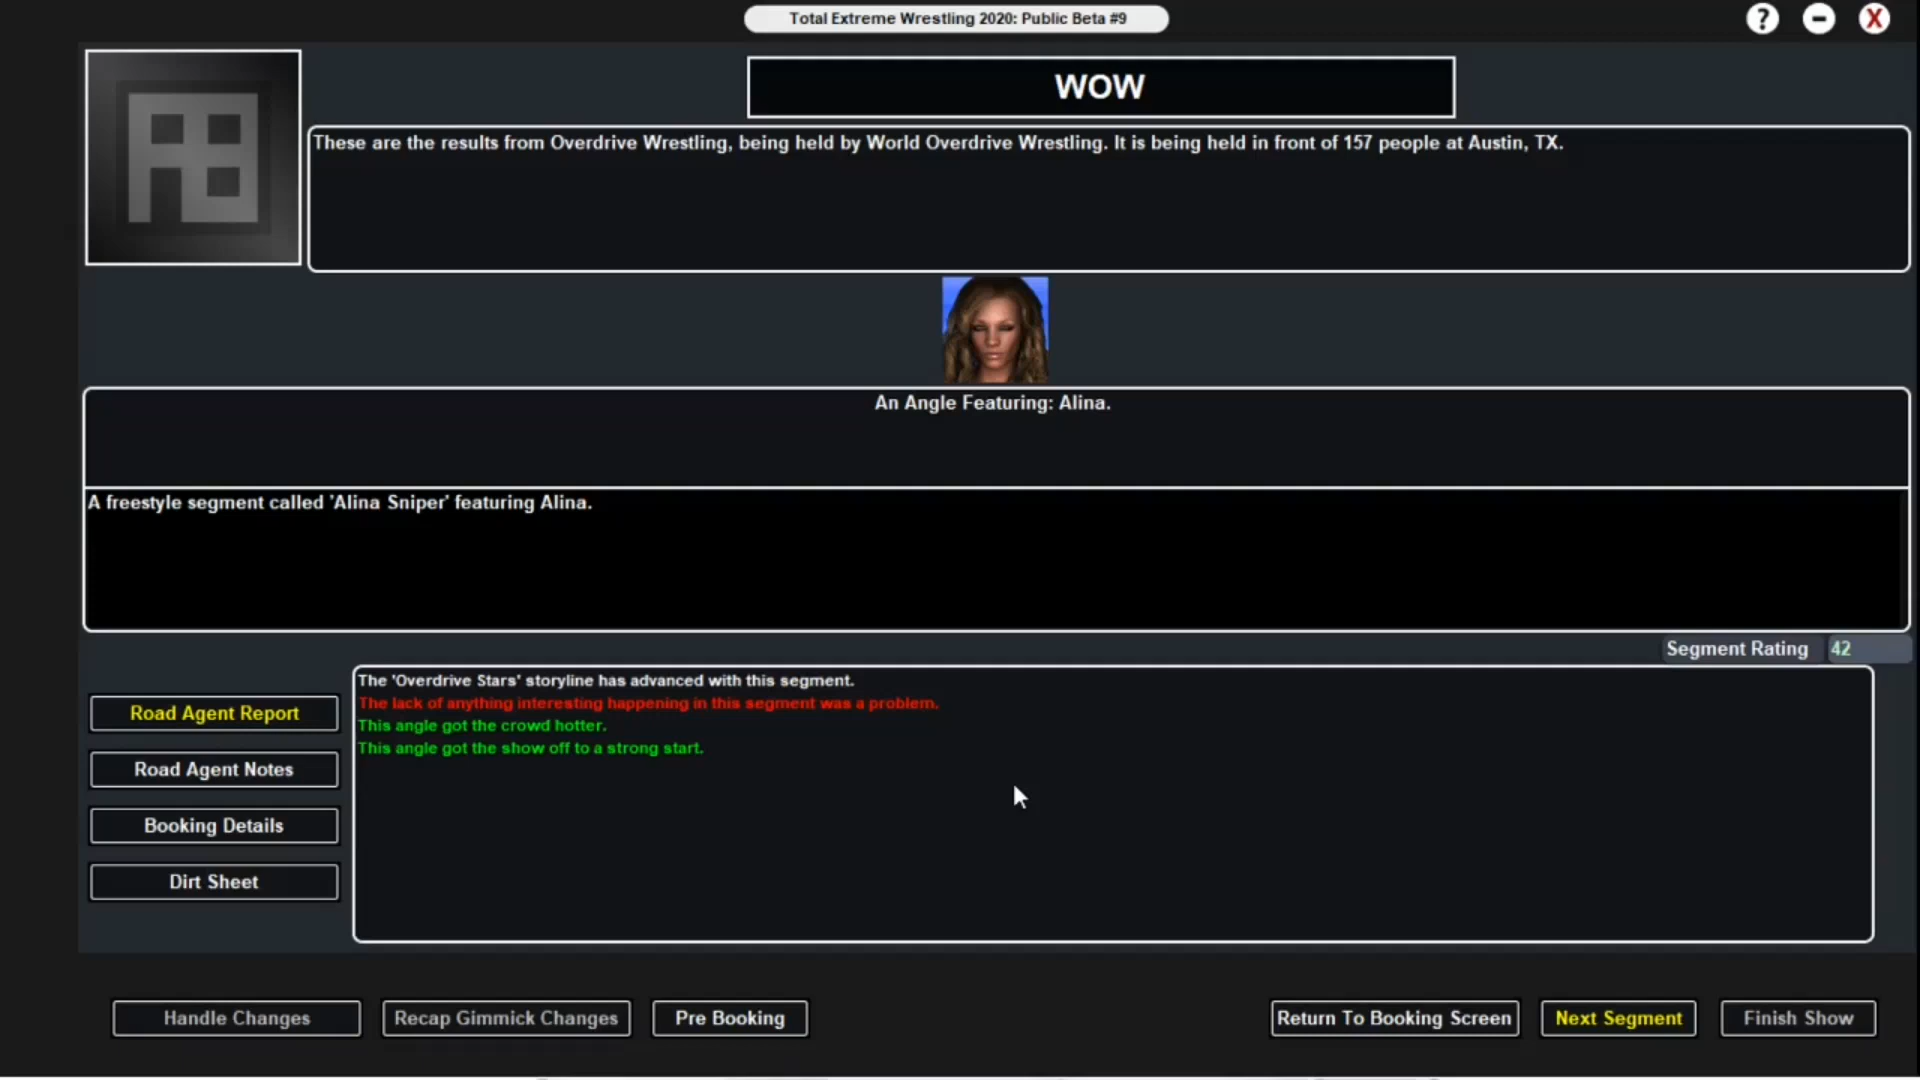 Total Extreme Wrestling 2020: Public Beta #9
?
X
WOW
These are the results from Overdrive Wrestling, being held by World Overdrive Wrestling. It is being held in front of 157 people at Austin, TX.
An Angle Featuring: Alina.
A freestyle segment called 'Alina Sniper' featuring Alina.
Segment Rating 42
Road Agent Report
Road Agent Notes
Booking Details
Dirt Sheet
The 'Overdrive Stars' storyline has advanced with this segment.
The lack of anything interesting happening in this segment was a problem.
This angle got the crowd hotter.
This angle got the show off to a strong start.
Handle Changes
Recap Gimmick Changes
Pre Booking
Return To Booking Screen
Next Segment
Finish Show